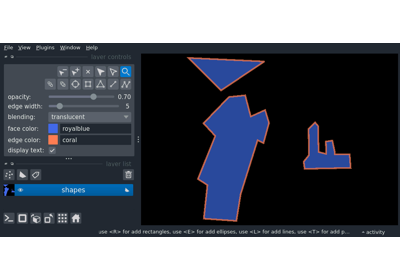 File View Plugins Window Help
layer controls
opacity: 0.70
edge width: 5
blending: translucent
face color: royalblue
edge color: coral
display text:
layer list
shapes
use <R> for add rectangles, use <E> for add ellipses, use <L> for add lines, use <T> for add p...
activity